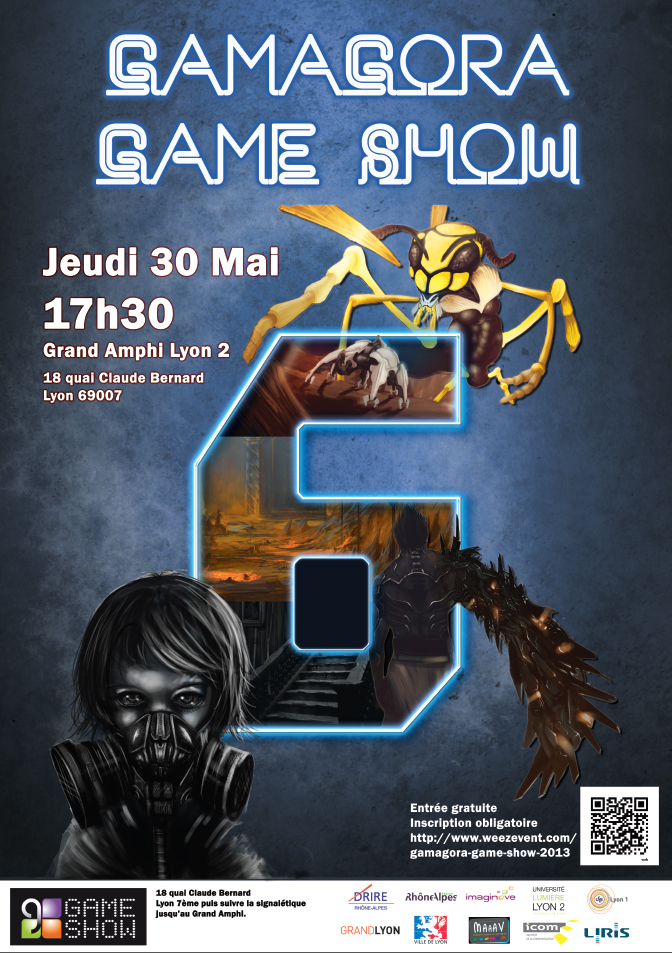 GAMAGORA
GAME SHOW
Jeudi 30 Mai
17h30
Grand Amphi Lyon 2
18 quai Claude Bernard
Lyon 69007
6
Entrée gratuite
Inscription obligatoire
http://www.weezevent.com/
gamagora-game-show-2013
GAME
SHOW
18 quai Claude Bernard
Lyon 7ème puis suivre la signalétique
jusqu'au Grand Amphi.
DRIRE
RHÔNE-ALPES
RhôneAlpes
imaginove
UNIVERSITÉ
LUMIÈRE
LYON 2
Lyon 1
GRANDLYON
VILLE DE LYON
MAAAV
icom
LIRIS